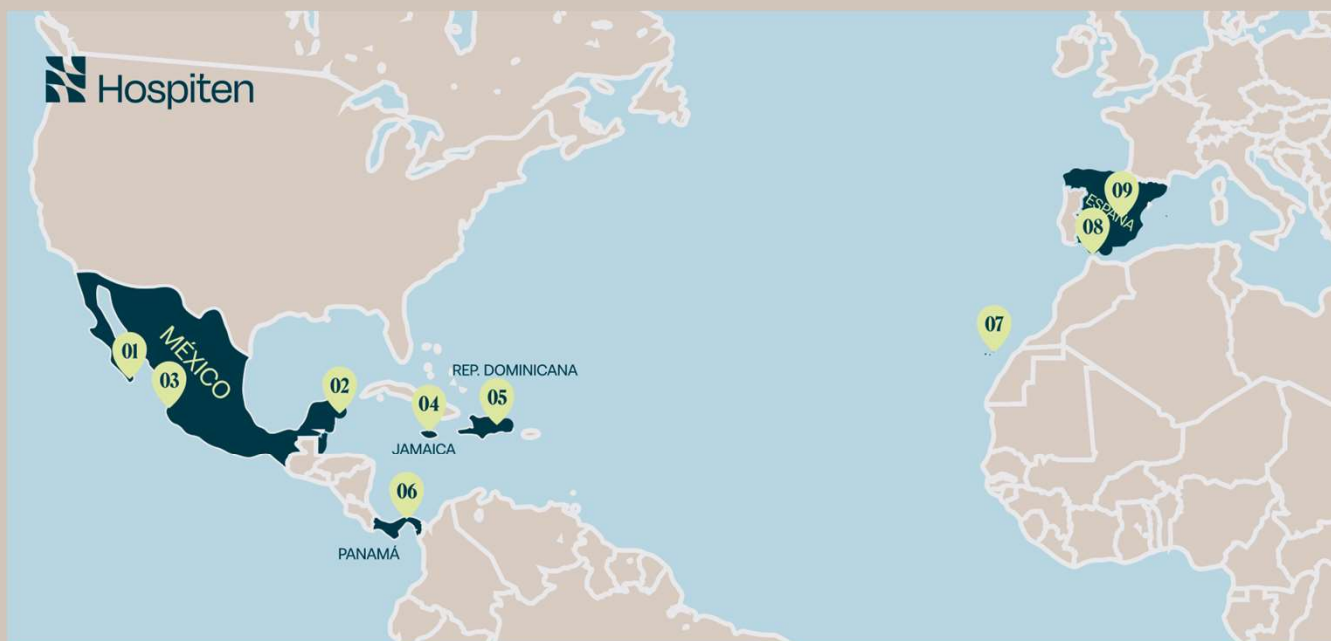 Hospiten
01
MÉXICO
03
02
04
JAMAICA
REP. DOMINICANA
05
06
PANAMÁ
07
08
09
ESPAÑA